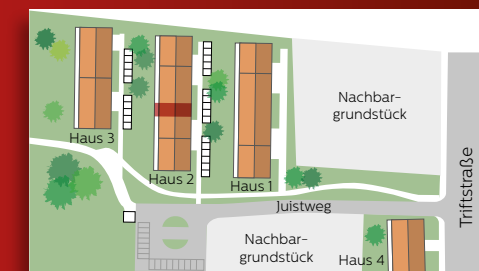 Nachbar-
grundstück
Haus 3
Haus 2
Haus 1
Triftstraße
Juistweg
Nachbar-
grundstück
Haus 4